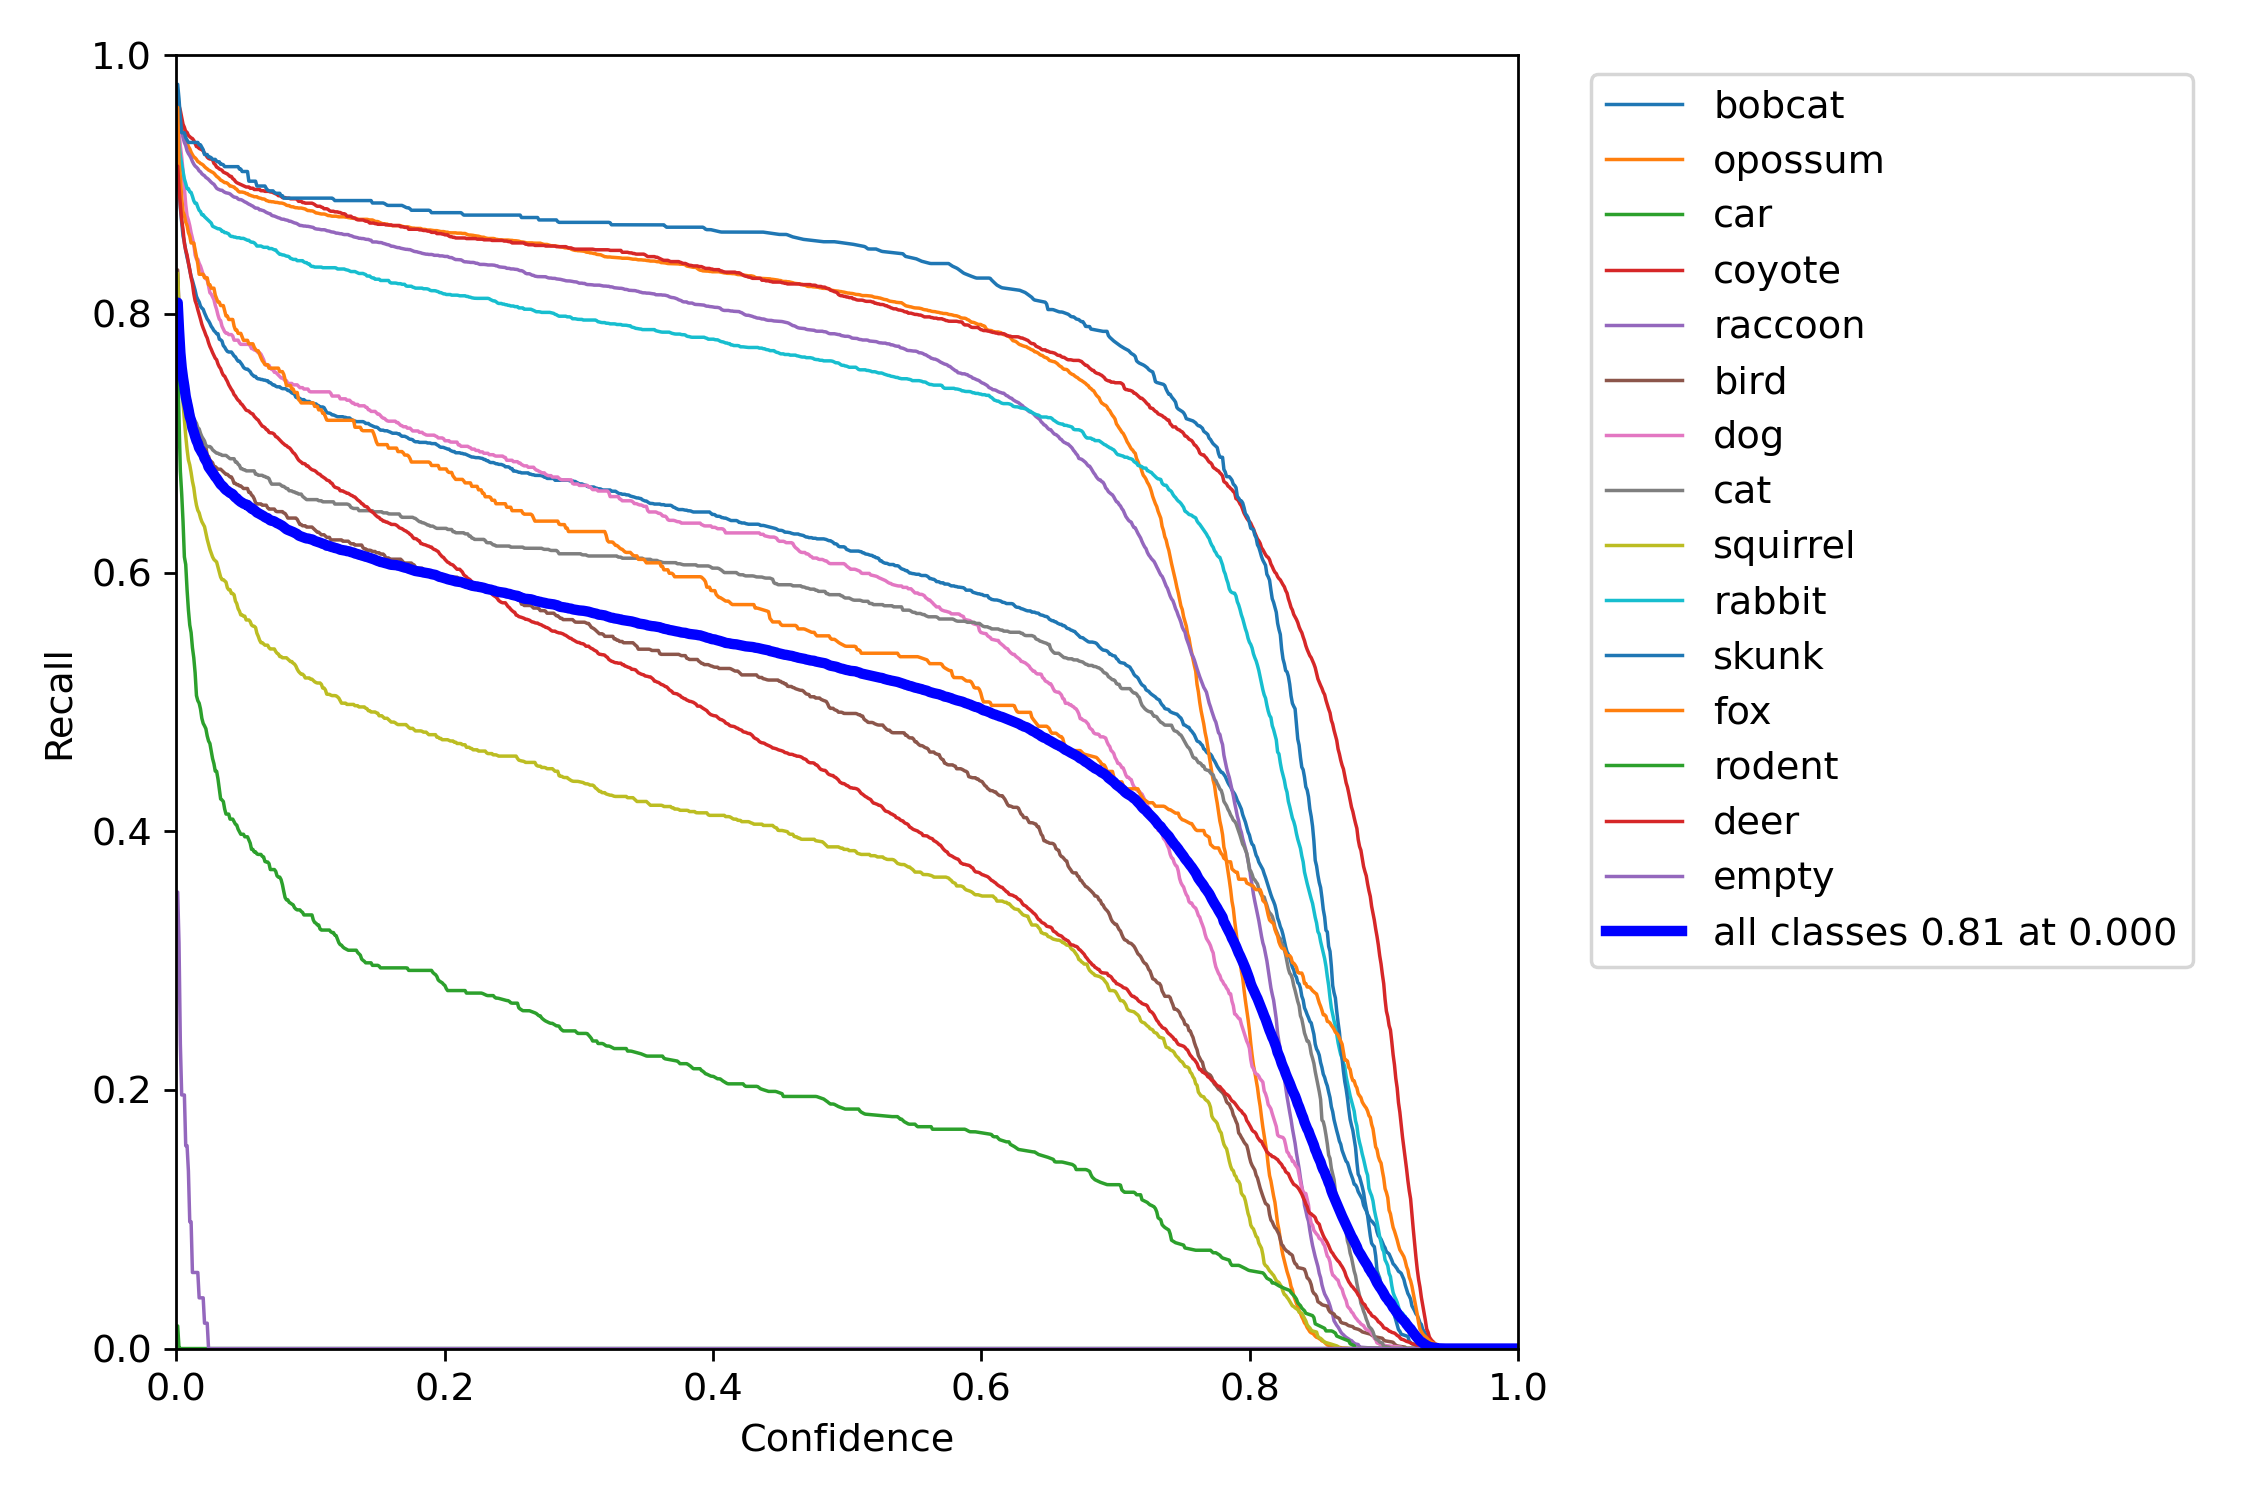 1.0
0.8
0.6
0.4
0.2
0.0
0.0 0.2 0.4 0.6 0.8 1.0
Recall
Confidence
bobcat
opossum
car
coyote
raccoon
bird
dog
cat
squirrel
rabbit
skunk
fox
rodent
deer
empty
all classes 0.81 at 0.000